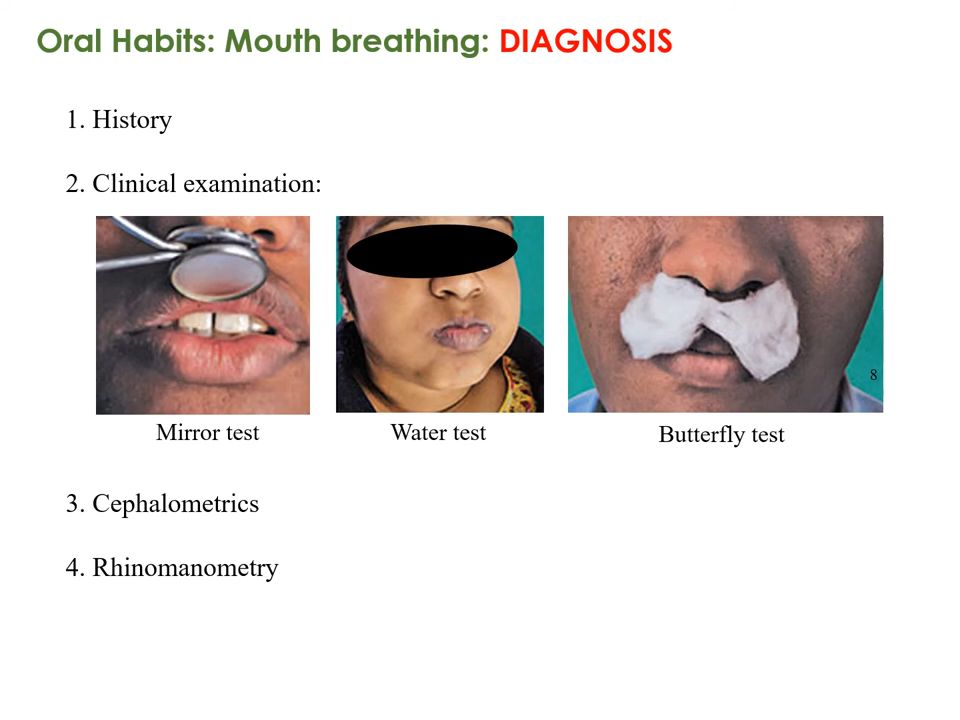 Oral Habits: Mouth breathing: DIAGNOSIS
1. History
2. Clinical examination:
8
Mirror test
Water test
Butterfly test
3. Cephalometrics
4. Rhinomanometry